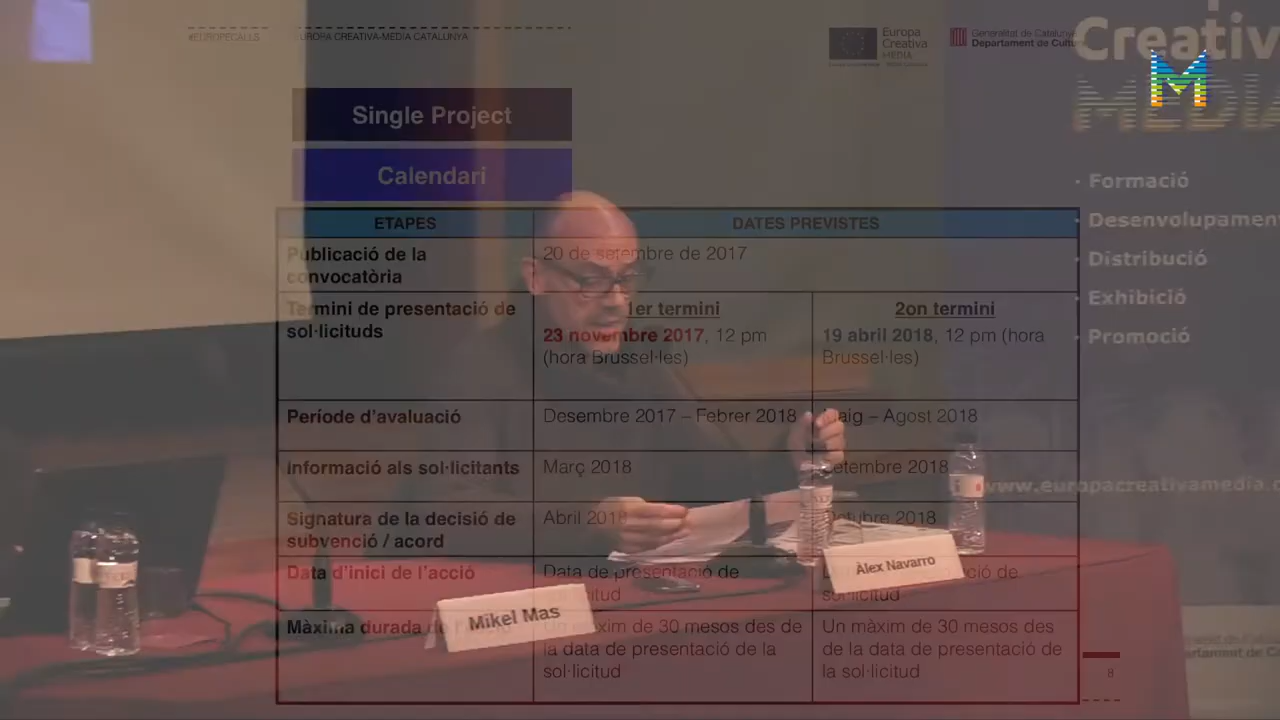 #EUROPECALLS
EUROPA CREATIVA-MEDIA CATALUNYA
Europa
Creativa
MEDIA
Generalitat de Catalunya
Departament de Cultu
Creativ
MEDIA
Single Project
Calendari
ETAPES
DATES PREVISTES
Publicació de la
convocatòria
20 de setembre de 2017
Termini de presentació de
sol·licituds
1er termini
23 novembre 2017, 12 pm
(hora Brussel·les)
2on termini
19 abril 2018, 12 pm (hora
Brussel·les)
Període d'avaluació
Desembre 2017 – Febrer 2018
Maig – Agost 2018
Informació als sol·licitants
Març 2018
Setembre 2018
Signatura de la decisió de
subvenció / acord
Abril 2018
Octubre 2018
Data d'inici de l'acció
Data de presentació de
sol·licitud
de
sol·licitud
Màxima durada de l'acció
Un màxim de 30 mesos des de
la data de presentació de la
sol·licitud
Un màxim de 30 mesos des
de la data de presentació de
la sol·licitud
· Formació
· Desenvolupamen
· Distribució
· Exhibició
· Promoció
www.europacreativamedia.c
Àlex Navarro
Mikel Mas
8